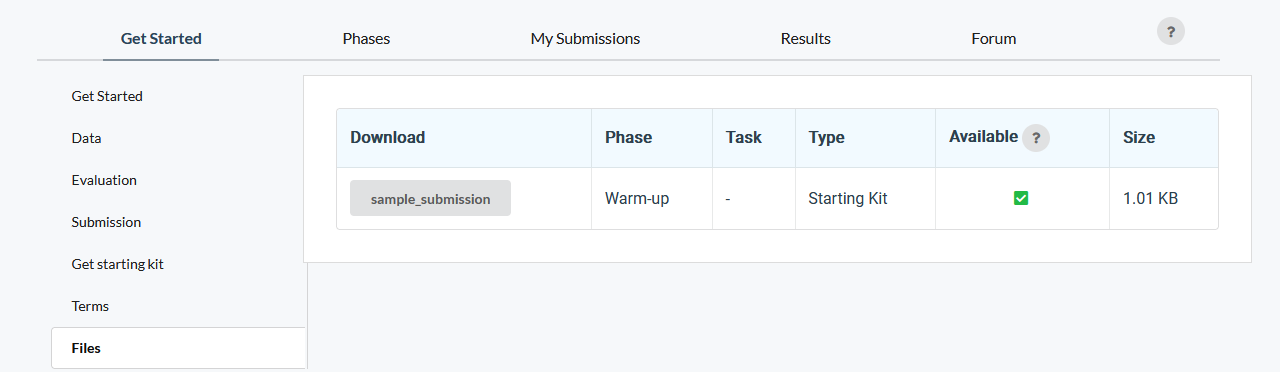 Get Started Phases My Submissions Results Forum ?
Get Started
Data
Evaluation
Submission
Get starting kit
Terms
Files
Download Phase Task Type Available ? Size
sample_submission Warm-up - Starting Kit 1.01 KB